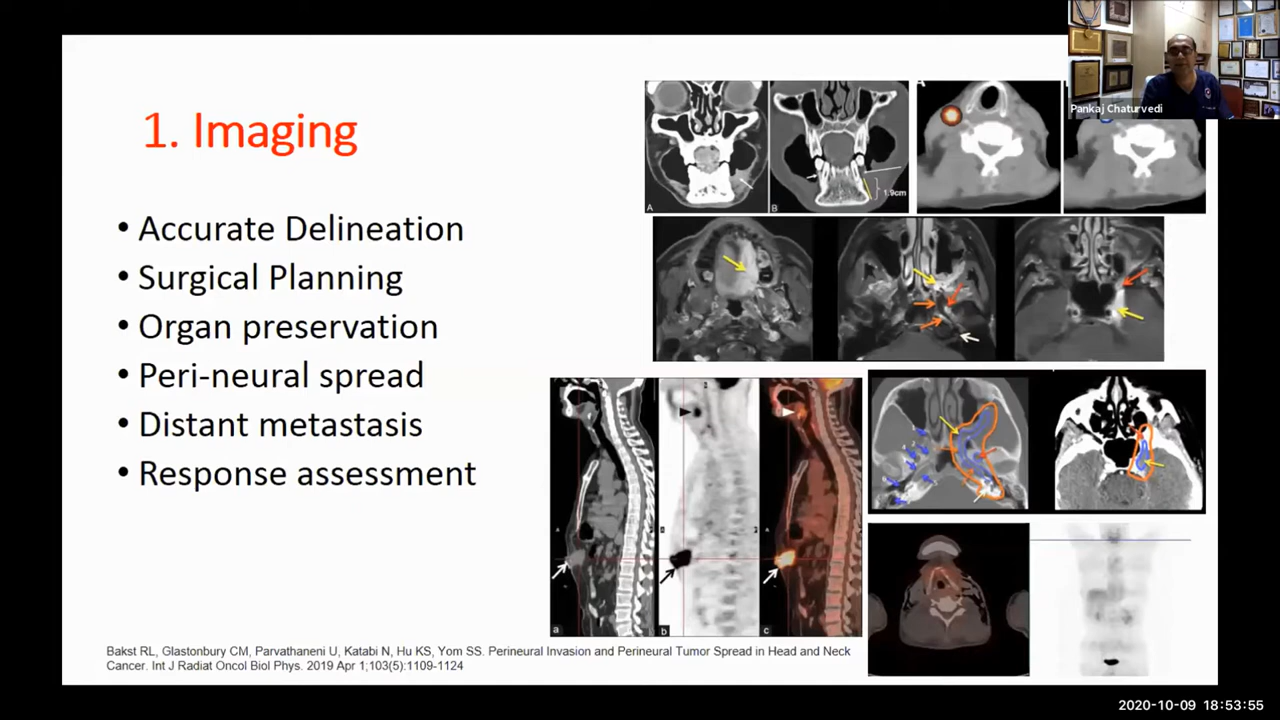 Pankaj Chaturvedi
1. Imaging
• Accurate Delineation
• Surgical Planning
• Organ preservation
• Peri-neural spread
• Distant metastasis
• Response assessment
A
B
1.9cm
a
b
c
Bakst RL, Glastonbury CM, Parvathaneni U, Katabi N, Hu KS, Yom SS. Perineural Invasion and Perineural Tumor Spread in Head and Neck
Cancer. Int J Radiat Oncol Biol Phys. 2019 Apr 1;103(5):1109-1124
2020-10-09 18:53:55